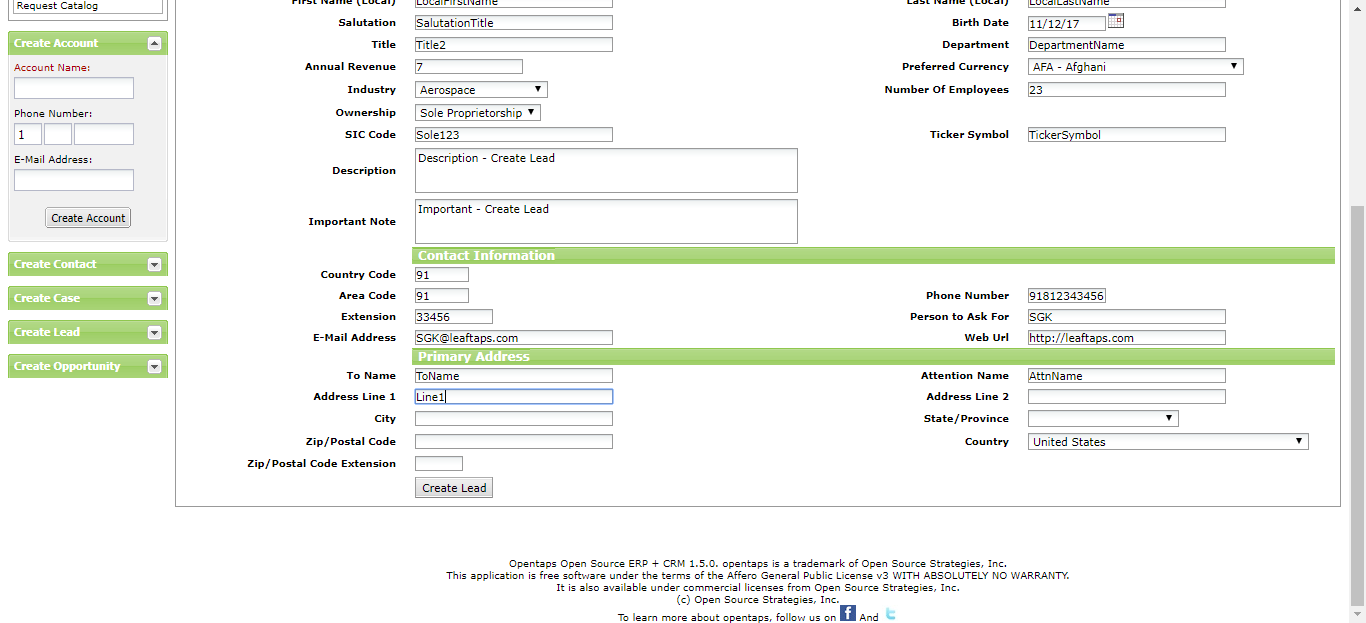 Request Catalog
Create Account
Account Name:
Phone Number:
1
E-Mail Address:
Create Account
Create Contact
Create Case
Create Lead
Create Opportunity
First Name (Local) LocalFirstName Last Name (Local) LocalLastName
Salutation SalutationTitle Birth Date 11/12/17
Title Title2 Department DepartmentName
Annual Revenue 7 Preferred Currency AFA - Afghani
Industry Aerospace Number Of Employees 23
Ownership Sole Proprietorship
SIC Code Sole123 Ticker Symbol TickerSymbol
Description Description - Create Lead
Important Note Important - Create Lead
Contact Information
Country Code 91
Area Code 91 Phone Number 91812343456
Extension 33456 Person to Ask For SGK
E-Mail Address SGK@leaftaps.com Web Url http://leaftaps.com
Primary Address
To Name ToName Attention Name AttnName
Address Line 1 Line1 Address Line 2
City State/Province
Zip/Postal Code Country United States
Zip/Postal Code Extension
Create Lead
Opentaps Open Source ERP + CRM 1.5.0. opentaps is a trademark of Open Source Strategies, Inc.
This application is free software under the terms of the Affero General Public License v3 WITH ABSOLUTELY NO WARRANTY.
It is also available under commercial licenses from Open Source Strategies, Inc.
(c) Open Source Strategies, Inc.
To learn more about opentaps, follow us on f And t